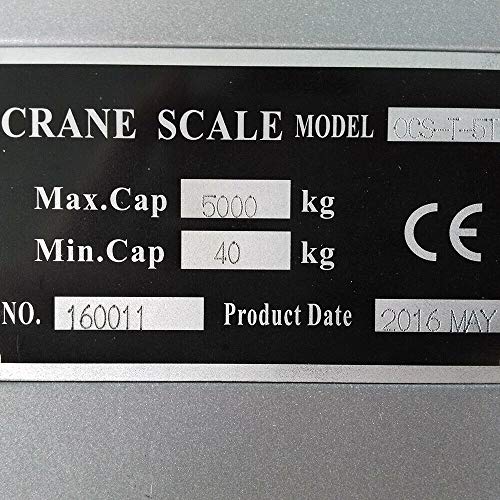 CRANE SCALE MODEL OCS-T-5T
Max.Cap 5000 kg
Min.Cap 40 kg
CE
NO. 160011 Product Date 2016 MAY